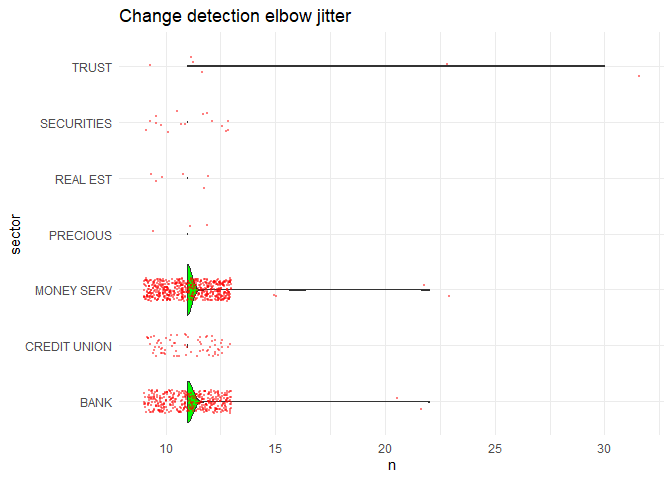 Change detection elbow jitter
TRUST
SECURITIES
REAL EST
PRECIOUS
MONEY SERV
CREDIT UNION
BANK
sector
10 15 20 25 30
n